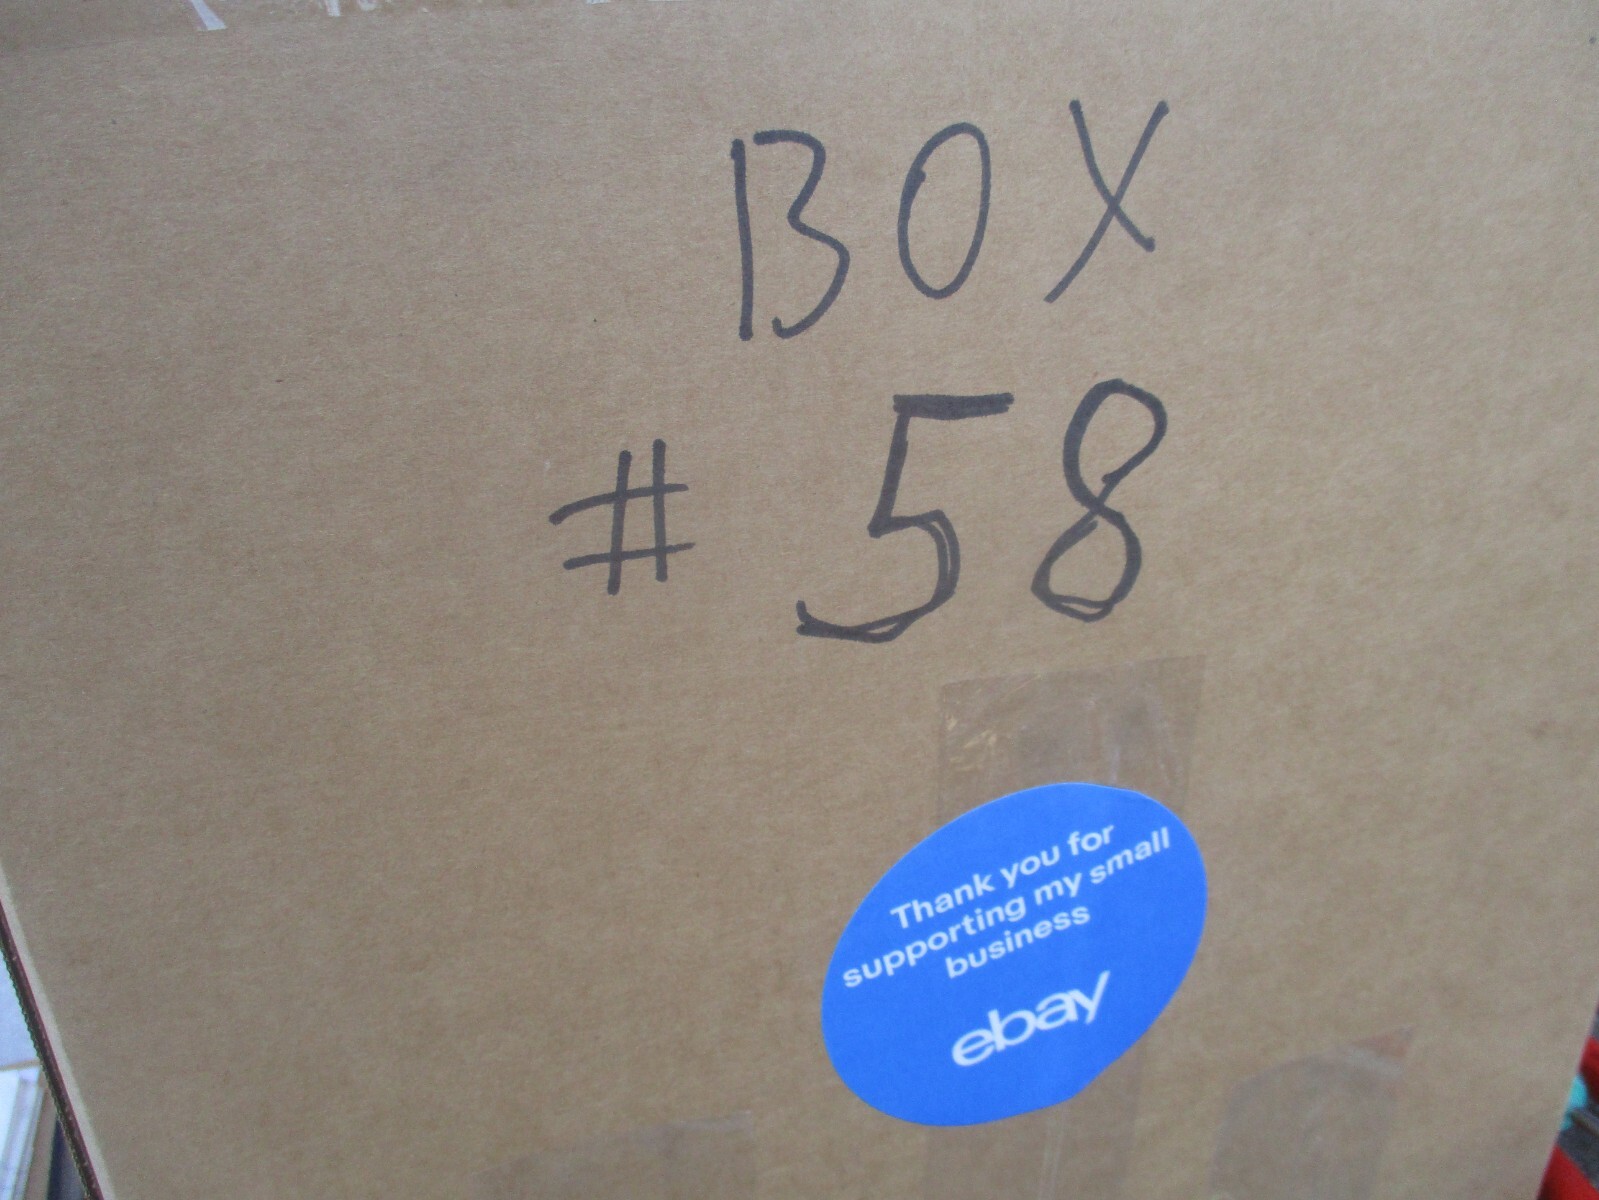 BOX
# 58
Thank you for
supporting my small
business
ebay